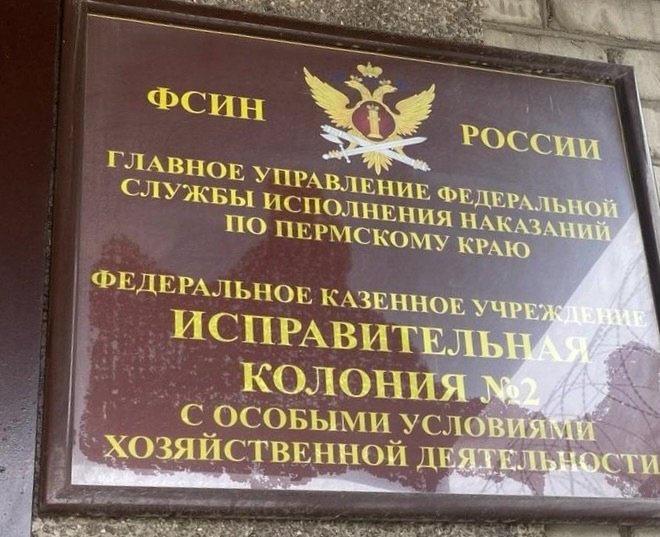 ФСИН РОССИИ
ГЛАВНОЕ УПРАВЛЕНИЕ ФЕДЕРАЛЬНОЙ
СЛУЖБЫ ИСПОЛНЕНИЯ НАКАЗАНИЙ
ПО ПЕРМСКОМУ КРАЮ
ФЕДЕРАЛЬНОЕ КАЗЕННОЕ УЧРЕЖДЕНИЕ
ИСПРАВИТЕЛЬНАЯ
КОЛОНИЯ №2
С ОСОБЫМИ УСЛОВИЯМИ
ХОЗЯЙСТВЕННОЙ ДЕЯТЕЛЬНОСТИ